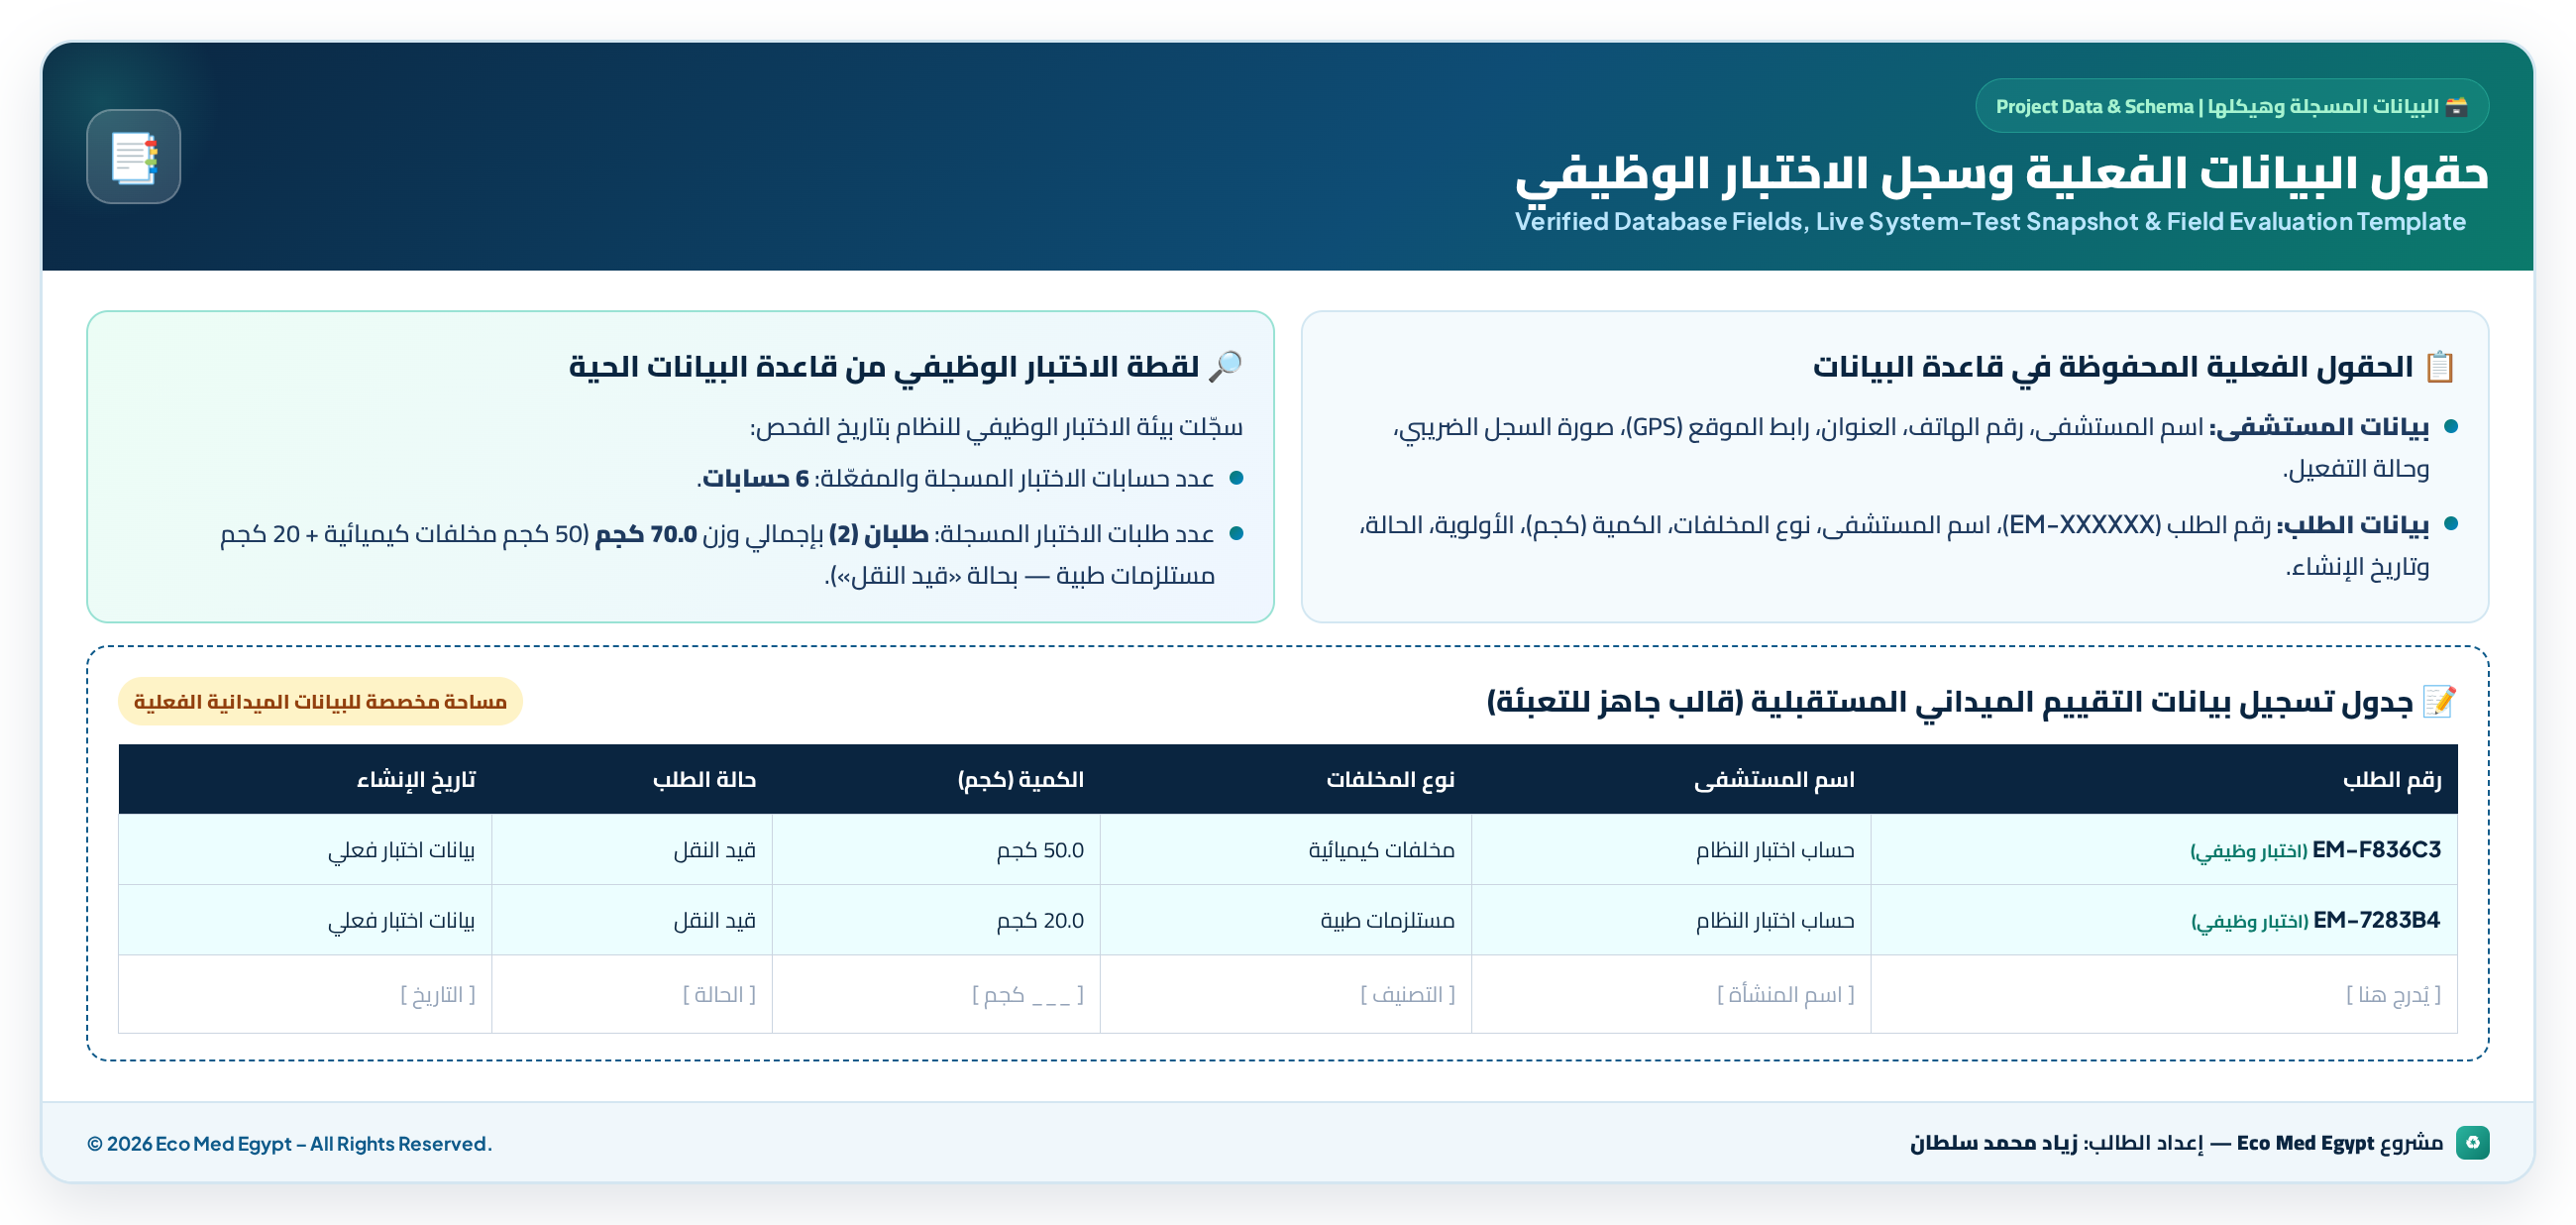 البيانات المسجلة وهيكلها | Project Data & Schema
حقول البيانات الفعلية وسجل الاختبار الوظيفي
Verified Database Fields, Live System-Test Snapshot & Field Evaluation Template
الحقول الفعلية المحفوظة في قاعدة البيانات
بيانات المستشفى: اسم المستشفى، رقم الهاتف، العنوان، رابط الموقع (GPS)، صورة السجل الضريبي،
وحالة التفعيل.
بيانات الطلب: رقم الطلب (EM-XXXXXX)، اسم المستشفى، نوع المخلفات، الكمية (كجم)، الأولوية، الحالة،
وتاريخ الإنشاء.
لقطة الاختبار الوظيفي من قاعدة البيانات الحية
سجّلت بيئة الاختبار الوظيفي للنظام بتاريخ الفحص:
عدد حسابات الاختبار المسجلة والمفعّلة: 6 حسابات.
عدد طلبات الاختبار المسجلة: طلبان (2) بإجمالي وزن 70.0 كجم (50 كجم مخلفات كيميائية + 20 كجم
مستلزمات طبية — بحالة «قيد النقل»).
جدول تسجيل بيانات التقييم الميداني المستقبلية (قالب جاهز للتعبئة)
مساحة مخصصة للبيانات الميدانية الفعلية
رقم الطلب اسم المستشفى نوع المخلفات الكمية (كجم) حالة الطلب تاريخ الإنشاء
EM-F836C3 (اختبار وظيفي) حساب اختبار النظام مخلفات كيميائية 50.0 كجم قيد النقل بيانات اختبار فعلي
EM-7283B4 (اختبار وظيفي) حساب اختبار النظام مستلزمات طبية 20.0 كجم قيد النقل بيانات اختبار فعلي
[ يُدرج هنا ] [ اسم المنشأة ] [ التصنيف ] [ _ _ _ كجم ] [ الحالة ] [ التاريخ ]
مشروع Eco Med Egypt — إعداد الطالب: زياد محمد سلطان
© 2026 Eco Med Egypt – All Rights Reserved.